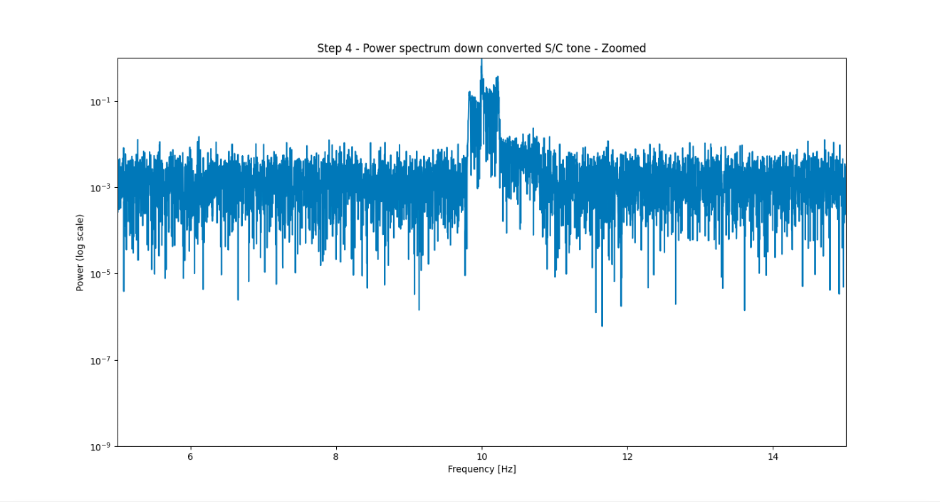 Step 4 - Power spectrum down converted S/C tone - Zoomed
Power (log scale)
10⁻¹
10⁻³
10⁻⁵
10⁻⁷
10⁻⁹
6 8 10 12 14
Frequency [Hz]